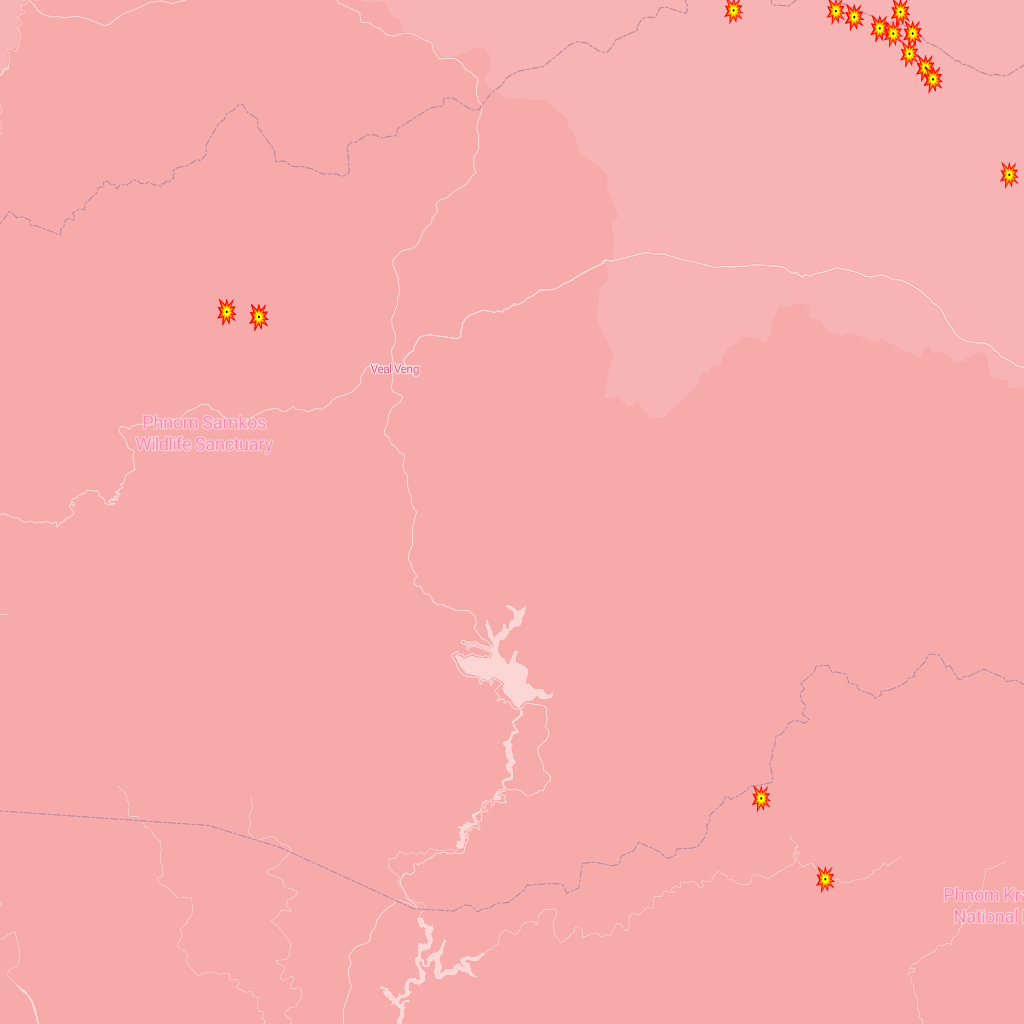 Veal Veng
Phnom Samkos
Wildlife Sanctuary
Phnom Kra
National